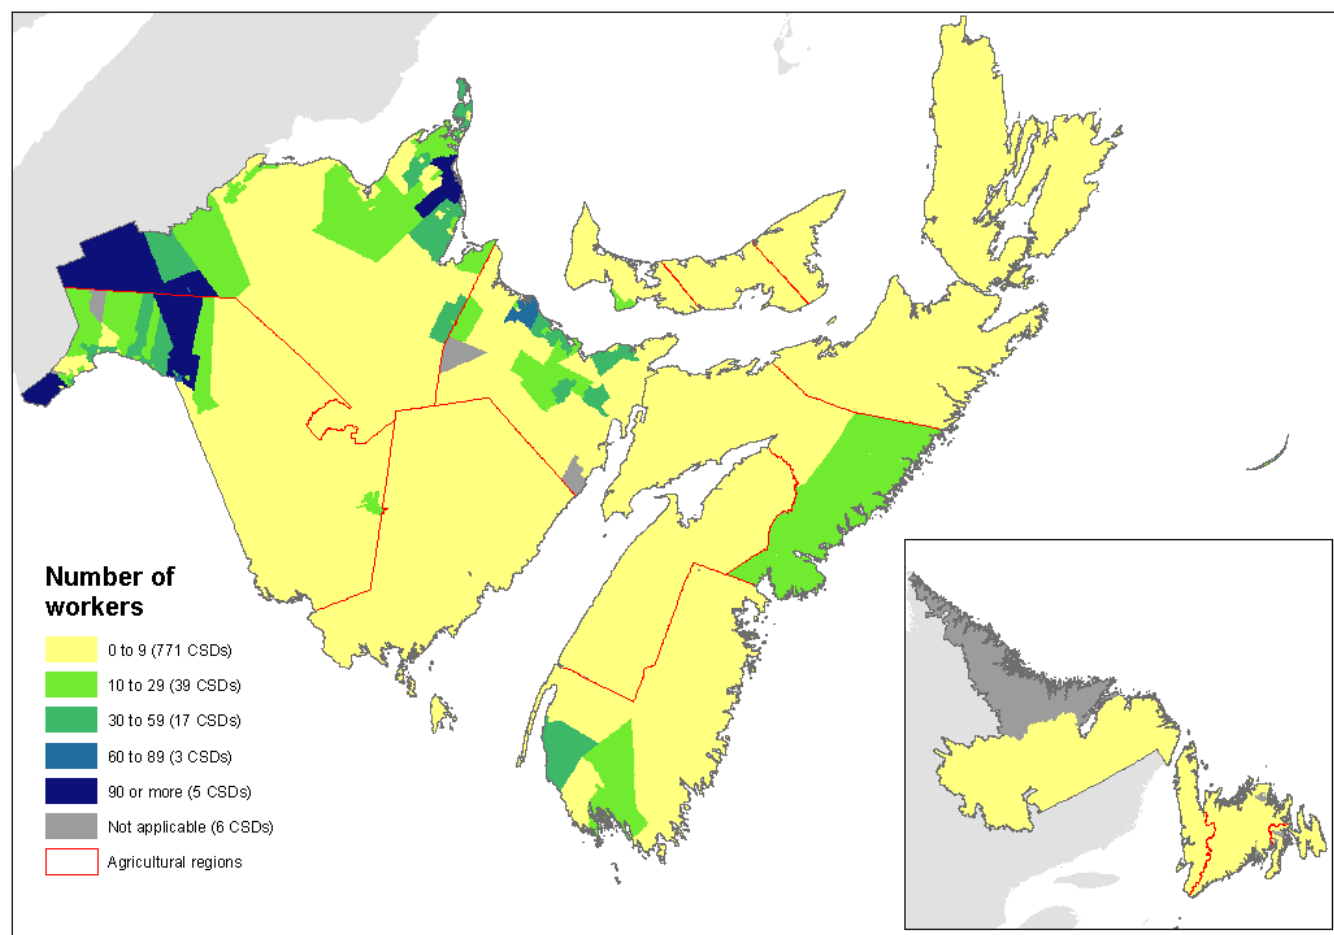 Number of
workers
0 to 9 (771 CSDs)
10 to 29 (39 CSDs)
30 to 59 (17 CSDs)
60 to 89 (3 CSDs)
90 or more (5 CSDs)
Not applicable (6 CSDs)
Agricultural regions